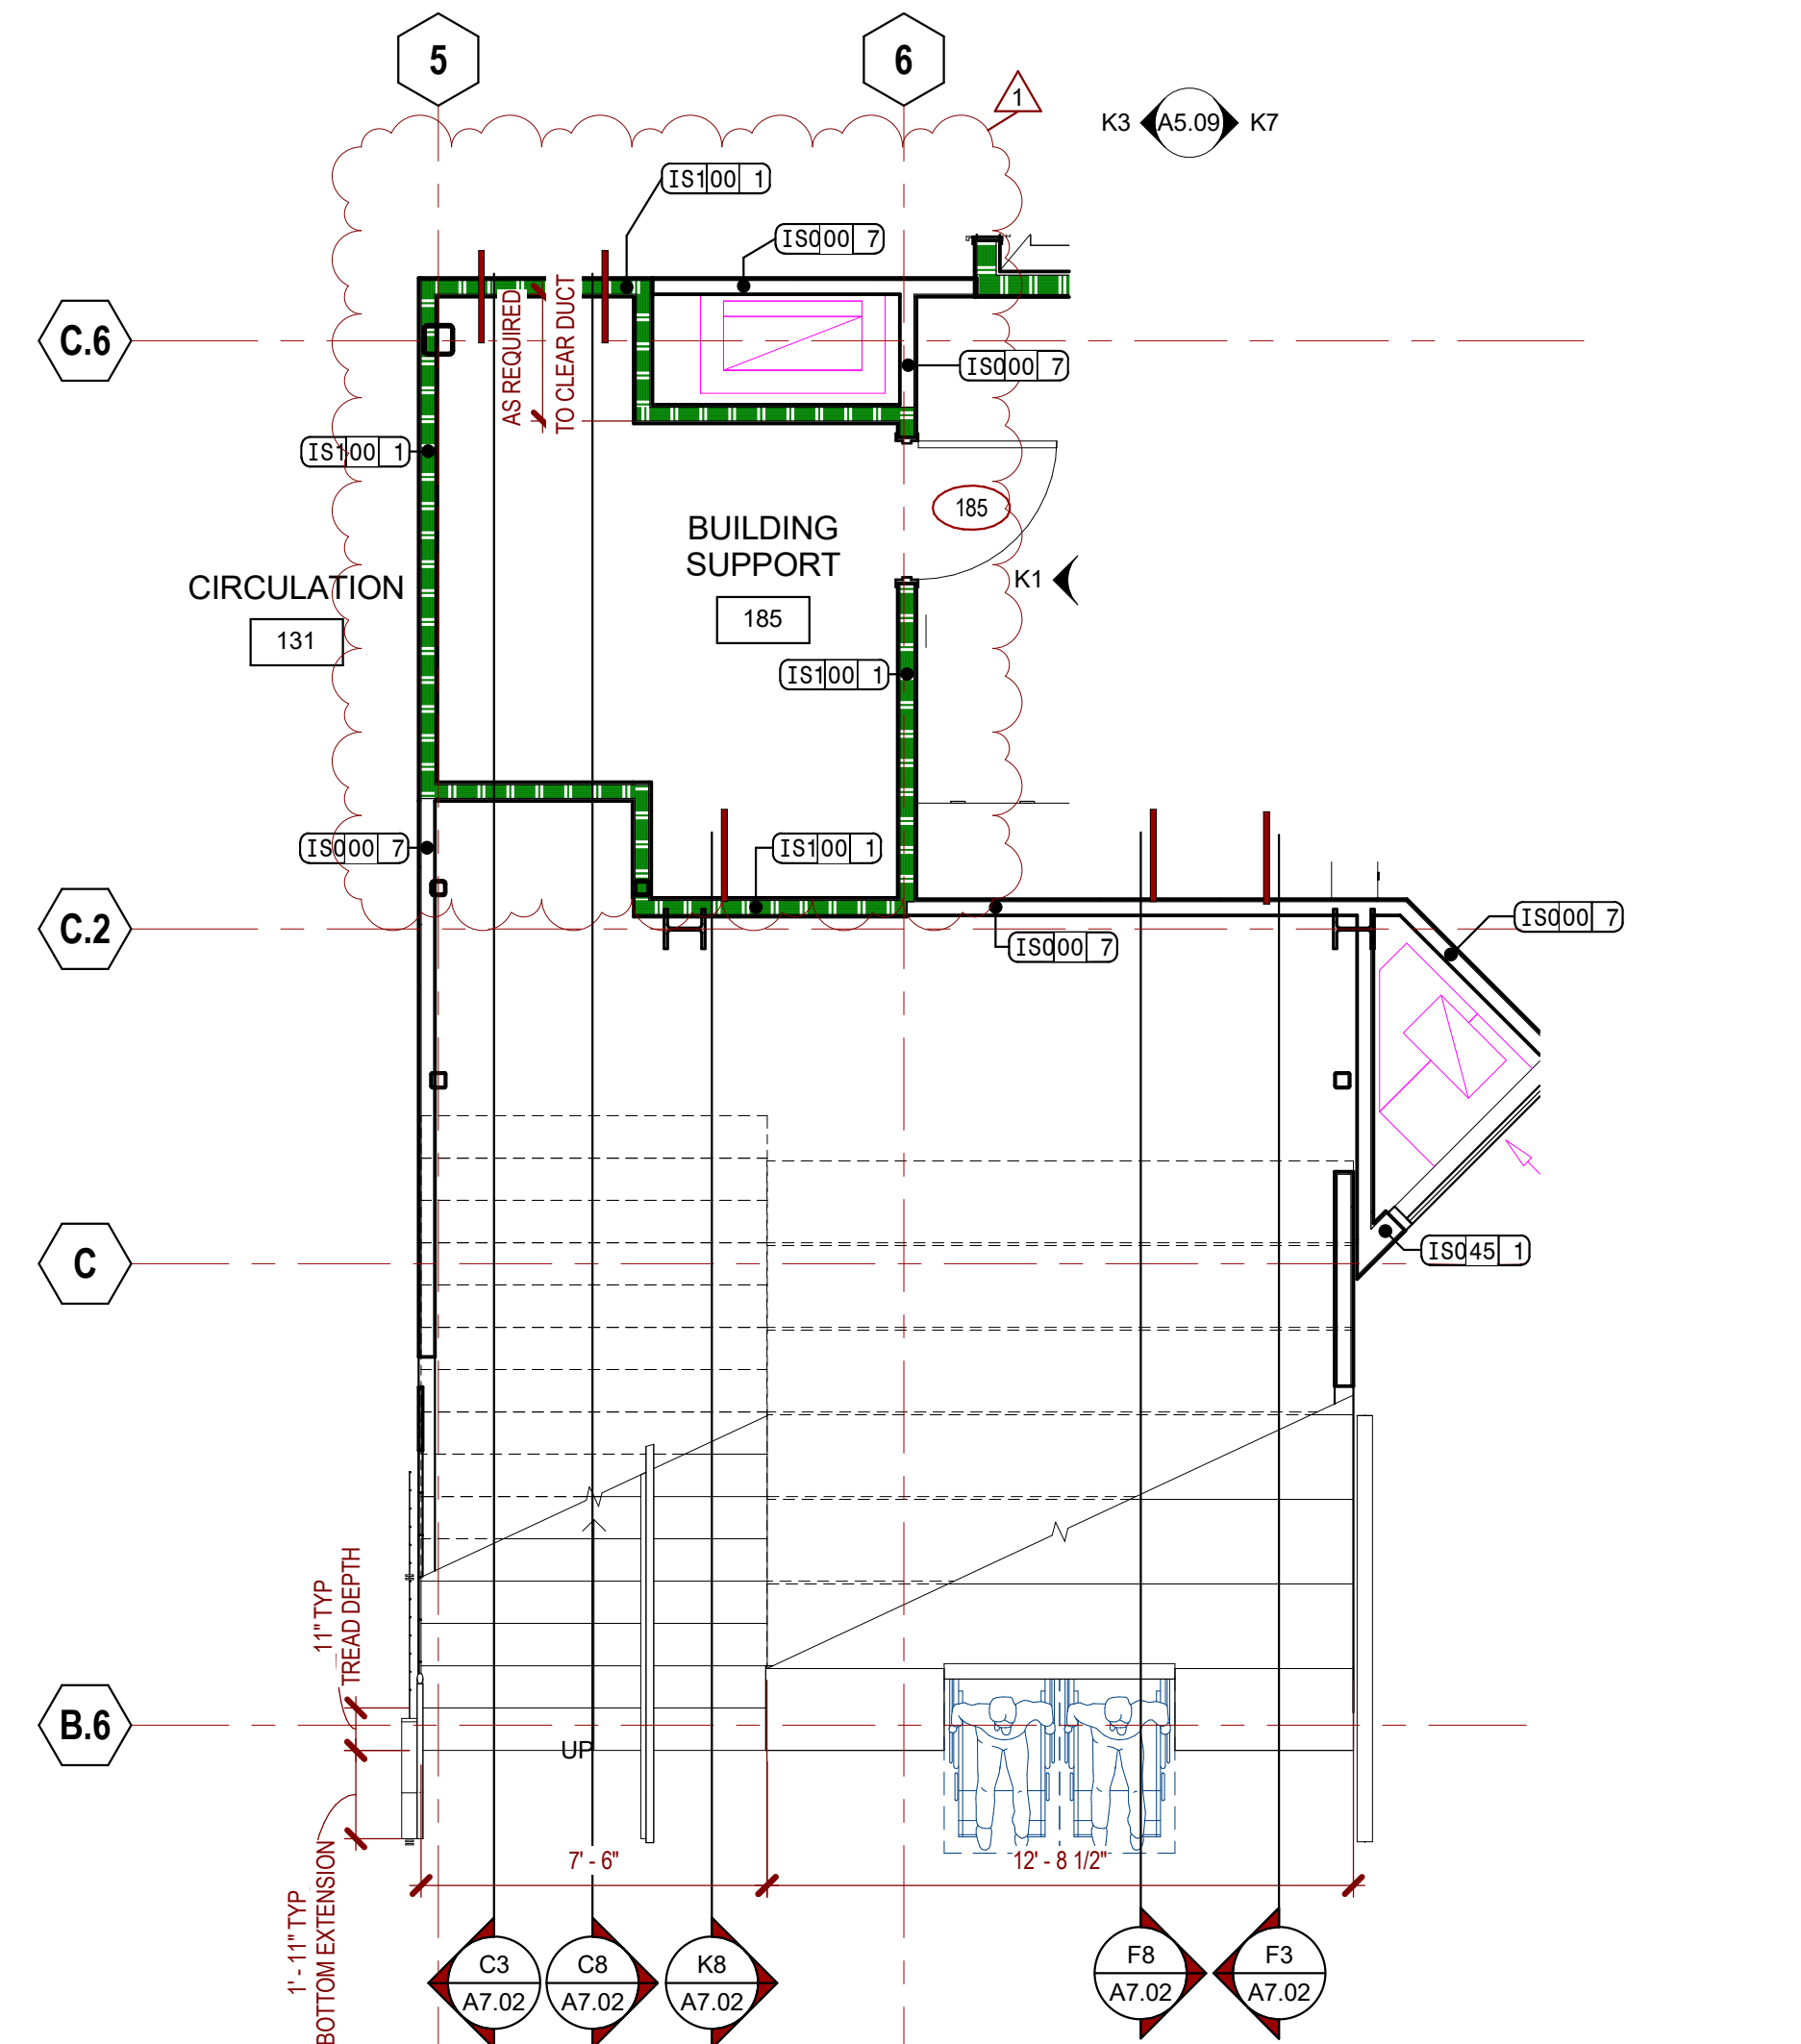 5
6
1
K3
A5.09
K7
IS100 1
IS000 7
C.6
AS REQUIRED
TO CLEAR DUCT
IS000 7
IS100 1
185
BUILDING
SUPPORT
185
K1
CIRCULATION
131
IS100 1
IS000 7
IS100 1
C.2
IS000 7
IS000 7
C
IS045 1
11" TYP
TREAD DEPTH
B.6
UP
1' - 11" TYP
BOTTOM EXTENSION
7' - 6"
12' - 8 1/2"
C3
A7.02
C8
A7.02
K8
A7.02
F8
A7.02
F3
A7.02